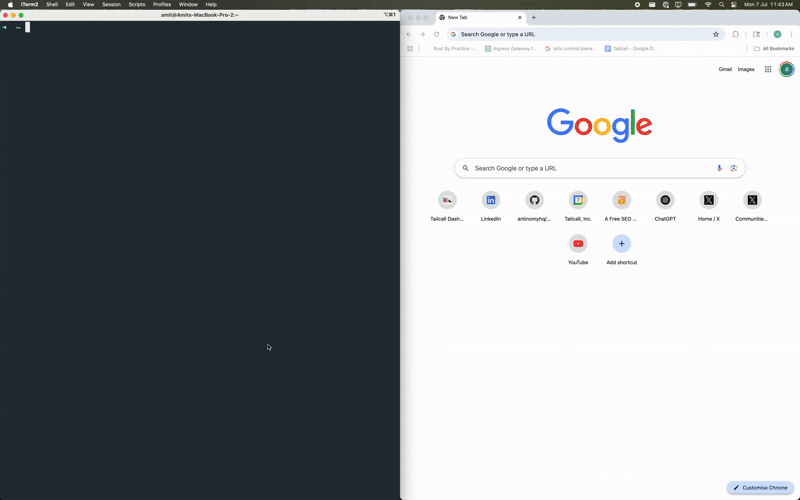 iTerm2 Shell Edit View Session Scripts Profiles Window Help
Mon 7 Jul 11:43 AM
amit@Amits-MacBook-Pro-2:~
⌥⌘1
➜ ~
New Tab
Search Google or type a URL
Rust By Practice -...
Ingress Gateway f...
istio control plane...
Tailcall - Google D...
All Bookmarks
Gmail Images
Google
Search Google or type a URL
Tailcall Dash...
LinkedIn
antinomyhq/...
Tailcall, Inc.
A Free SEO ...
ChatGPT
Home / X
Communitie...
YouTube
Add shortcut
Customise Chrome